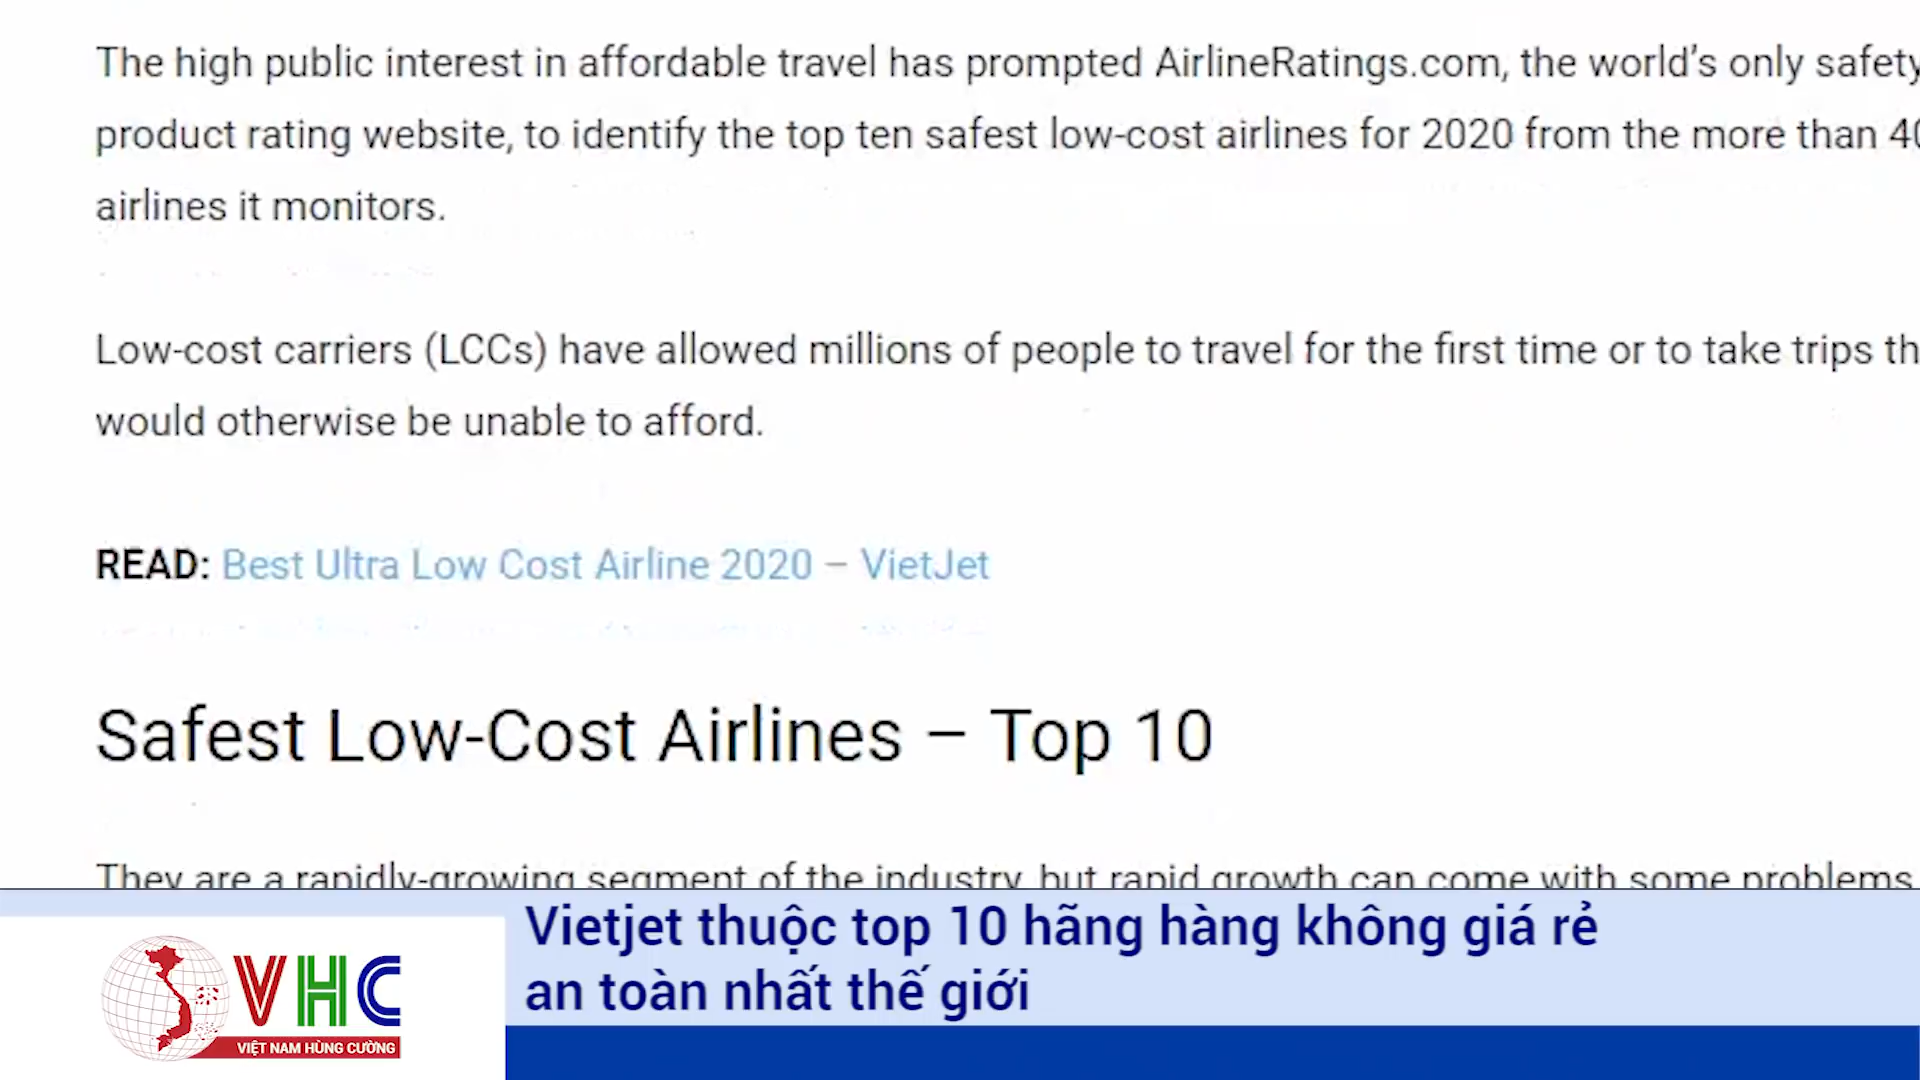 The high public interest in affordable travel has prompted AirlineRatings.com, the world's only safety
product rating website, to identify the top ten safest low-cost airlines for 2020 from the more than
airlines it monitors.
Low-cost carriers (LCCs) have allowed millions of people to travel for the first time or to take trips
would otherwise be unable to afford.
READ: Best Ultra Low Cost Airline 2020 – VietJet
Safest Low-Cost Airlines – Top 10
They are a rapidly-growing segment of the industry, but rapid growth can come with some problems
Vietjet thuộc top 10 hãng hàng không giá rẻ
an toàn nhất thế giới
VHC
VIỆT NAM HÙNG CƯỜNG